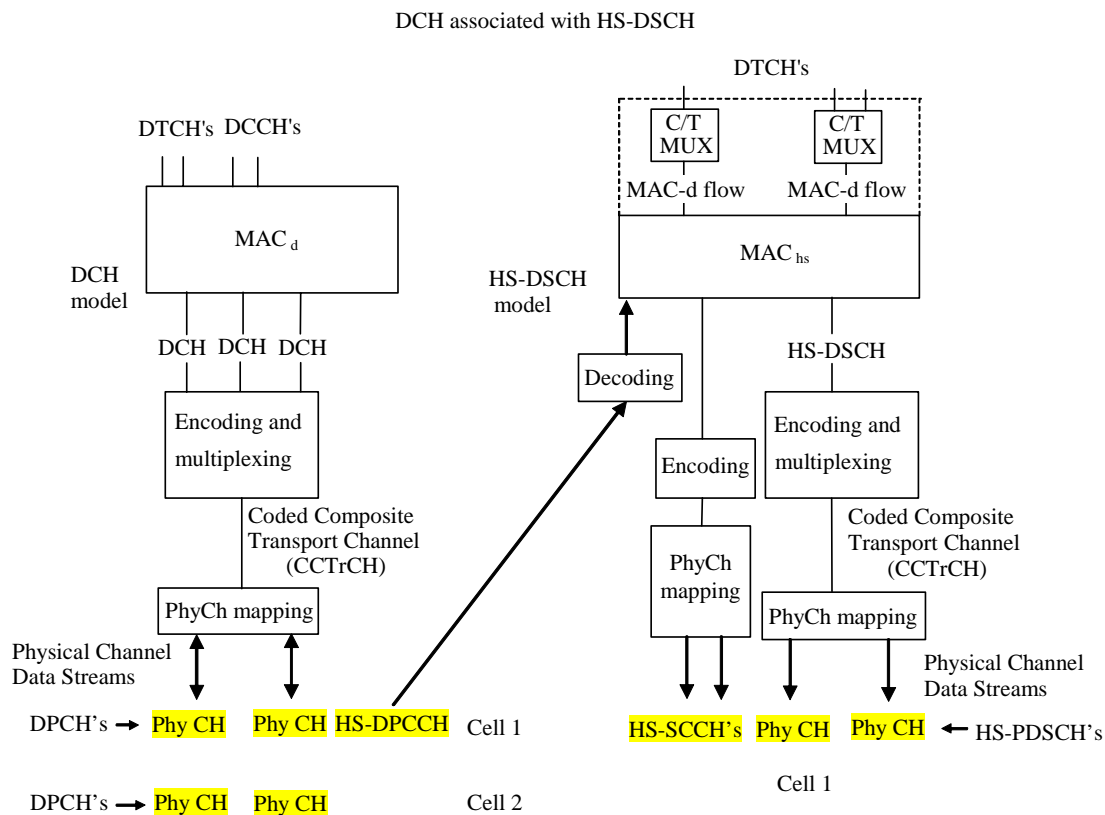 DCH associated with HS-DSCH
DTCH's
DCCH's
MAC d
DCH
model
DCH
DCH
DCH
Encoding and
multiplexing
Coded Composite
Transport Channel
(CCTrCH)
PhyCh mapping
Physical Channel
Data Streams
DPCH's
Phy CH
Phy CH
HS-DPCCH
Cell 1
DPCH's
Phy CH
Phy CH
Cell 2
DTCH's
C/T
MUX
C/T
MUX
MAC-d flow
MAC-d flow
MAC hs
HS-DSCH
model
Decoding
HS-DSCH
Encoding
Encoding and
multiplexing
Coded Composite
Transport Channel
(CCTrCH)
PhyCh
mapping
PhyCh mapping
Physical Channel
Data Streams
HS-SCCH's
Phy CH
Phy CH
HS-PDSCH's
Cell 1